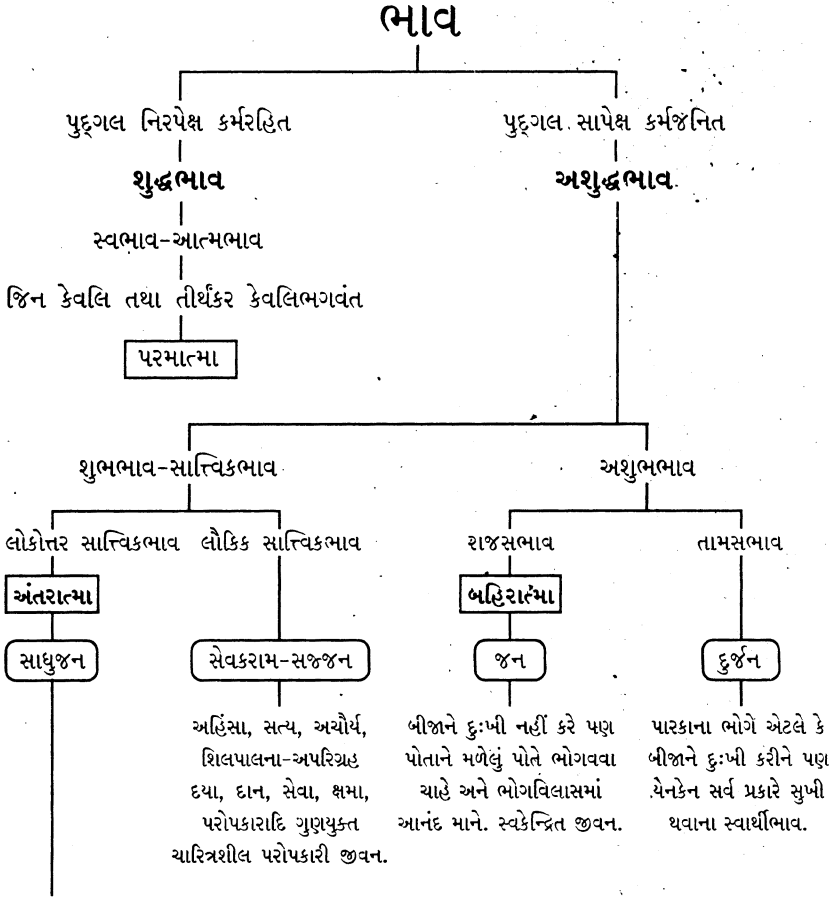 ભાવ
પુદ્ગલ નિરપેક્ષ કર્મરહિત
પુદ્ગલ સાપેક્ષ કર્મજનિત
શુદ્ધભાવ
અશુદ્ધભાવ
સ્વભાવ-આત્મભાવ
જિન કેવલિ તથા તીર્થંકર કેવલિભગવંત
પરમાત્મા
શુભભાવ-સાત્ત્વિકભાવ
અશુભભાવ
લોકોત્તર સાત્ત્વિકભાવ
લૌકિક સાત્ત્વિકભાવ
રાજસભાવ
તામસભાવ
અંતરાત્મા
બહિરાત્મા
સાધુજન
સેવકરામ-સજ્જન
જન
દુર્જન
અહિંસા, સત્ય, અચૌર્ય,
શિલપાલના-અપરિગ્રહ
દયા, દાન, સેવા, ક્ષમા,
પરોપકારાદિ ગુણયુક્ત
ચારિત્રશીલ પરોપકારી જીવન.
બીજાને દુઃખી નહીં કરે પણ
પોતાને મળેલું પોતે ભોગવવા
ચાહે અને ભોગવિલાસમાં
આનંદ માને. સ્વકેન્દ્રિત જીવન.
પારકાના ભોગે એટલે કે
બીજાને દુઃખી કરીને પણ
યેનકેન સર્વ પ્રકારે સુખી
થવાના સ્વાર્થીભાવ.